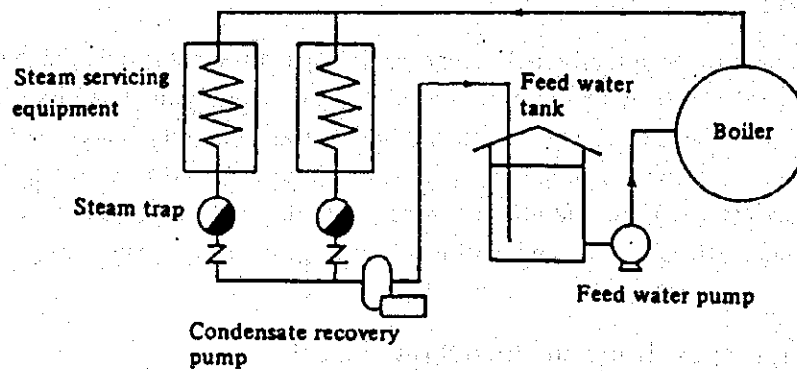 Steam servicing
equipment
Feed water
tank
Boiler
Steam trap
Feed water pump
Condensate recovery
pump